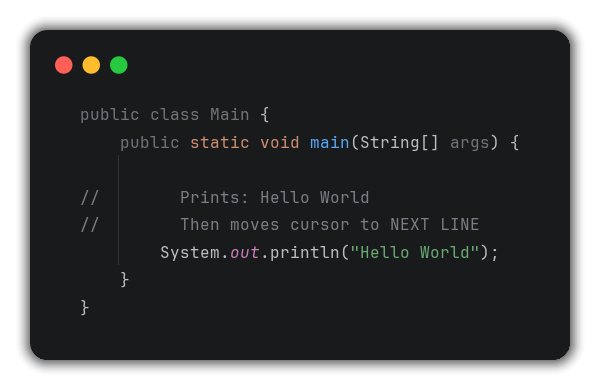 public class Main {
    public static void main(String[] args) {

//        Prints: Hello World
//        Then moves cursor to NEXT LINE
        System.out.println("Hello World");
    }
}